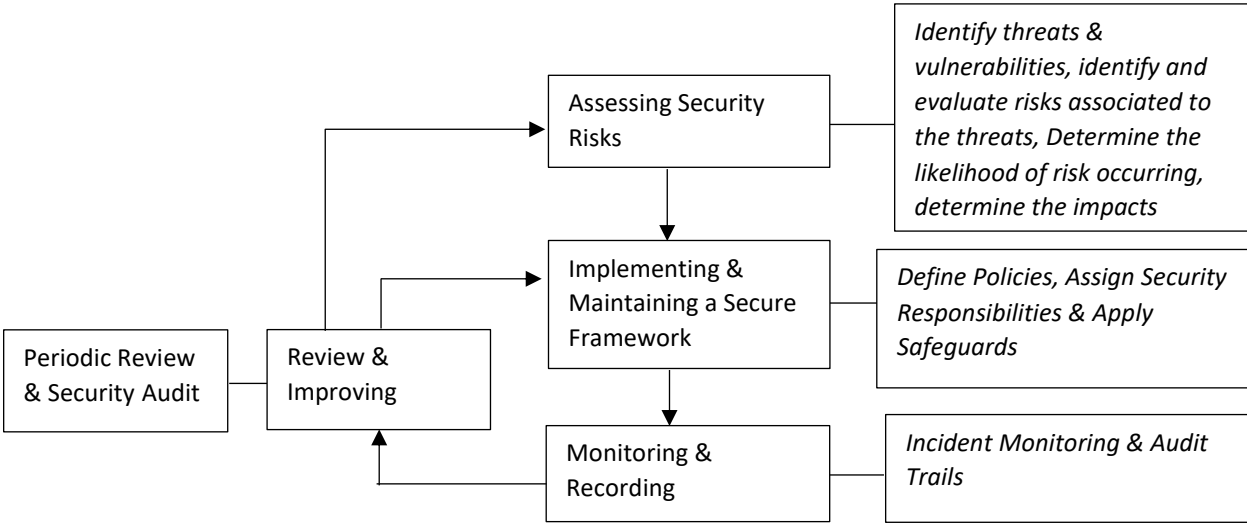 Identify threats &
vulnerabilities, identify and
evaluate risks associated to
the threats, Determine the
likelihood of risk occurring,
determine the impacts
Assessing Security
Risks
Implementing &
Maintaining a Secure
Framework
Define Policies, Assign Security
Responsibilities & Apply
Safeguards
Periodic Review
& Security Audit
Review &
Improving
Monitoring &
Recording
Incident Monitoring & Audit
Trails